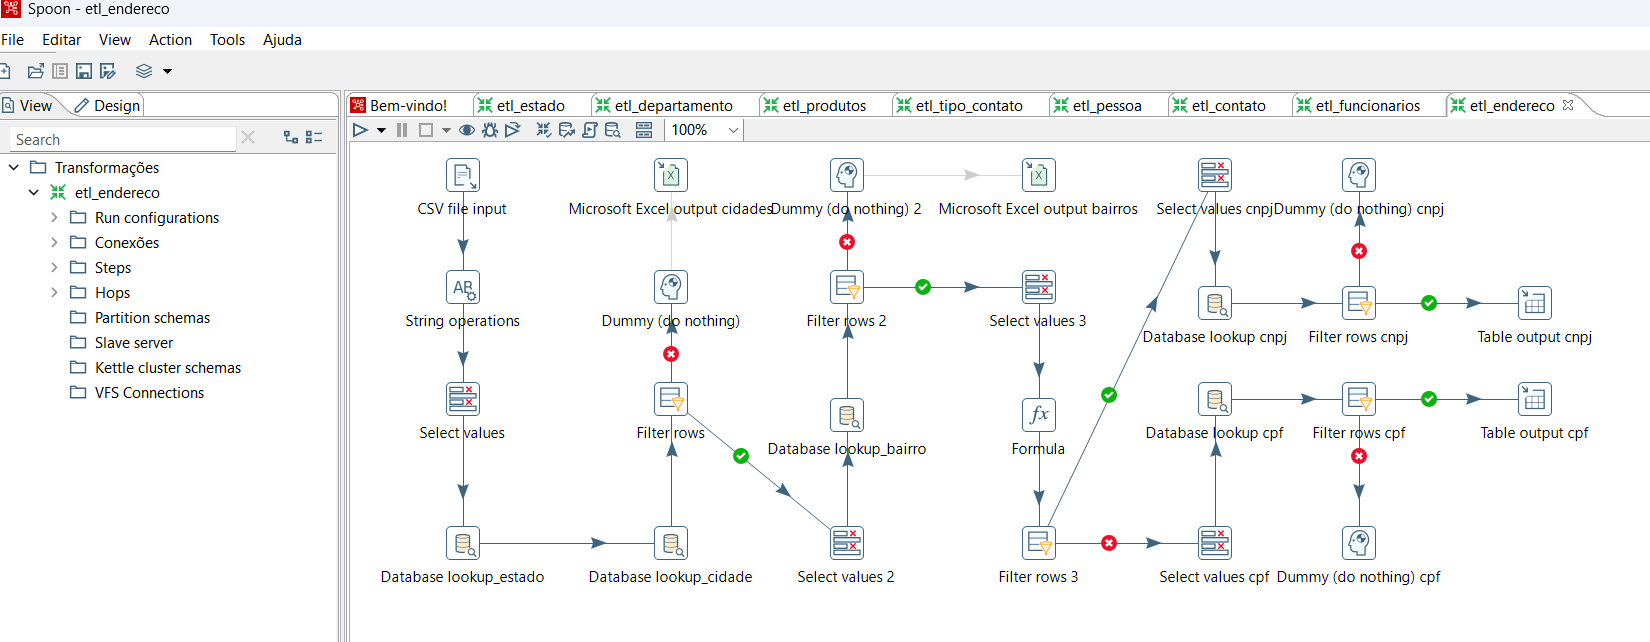 Spoon - etl_endereco
File Editar View Action Tools Ajuda
View Design
Bem-vindo! etl_estado etl_departamento etl_produtos etl_tipo_contato etl_pessoa etl_contato etl_funcionarios etl_endereco
Search
100%
Transformações
etl_endereco
Run configurations
Conexões
Steps
Hops
Partition schemas
Slave server
Kettle cluster schemas
VFS Connections
CSV file input
Microsoft Excel output cidades
Dummy (do nothing) 2
Microsoft Excel output bairros
Select values cnpj
Dummy (do nothing) cnpj
String operations
Dummy (do nothing)
Filter rows 2
Select values 3
Database lookup cnpj
Filter rows cnpj
Table output cnpj
Select values
Filter rows
Database lookup_bairro
Formula
Database lookup cpf
Filter rows cpf
Table output cpf
Database lookup_estado
Database lookup_cidade
Select values 2
Filter rows 3
Select values cpf
Dummy (do nothing) cpf